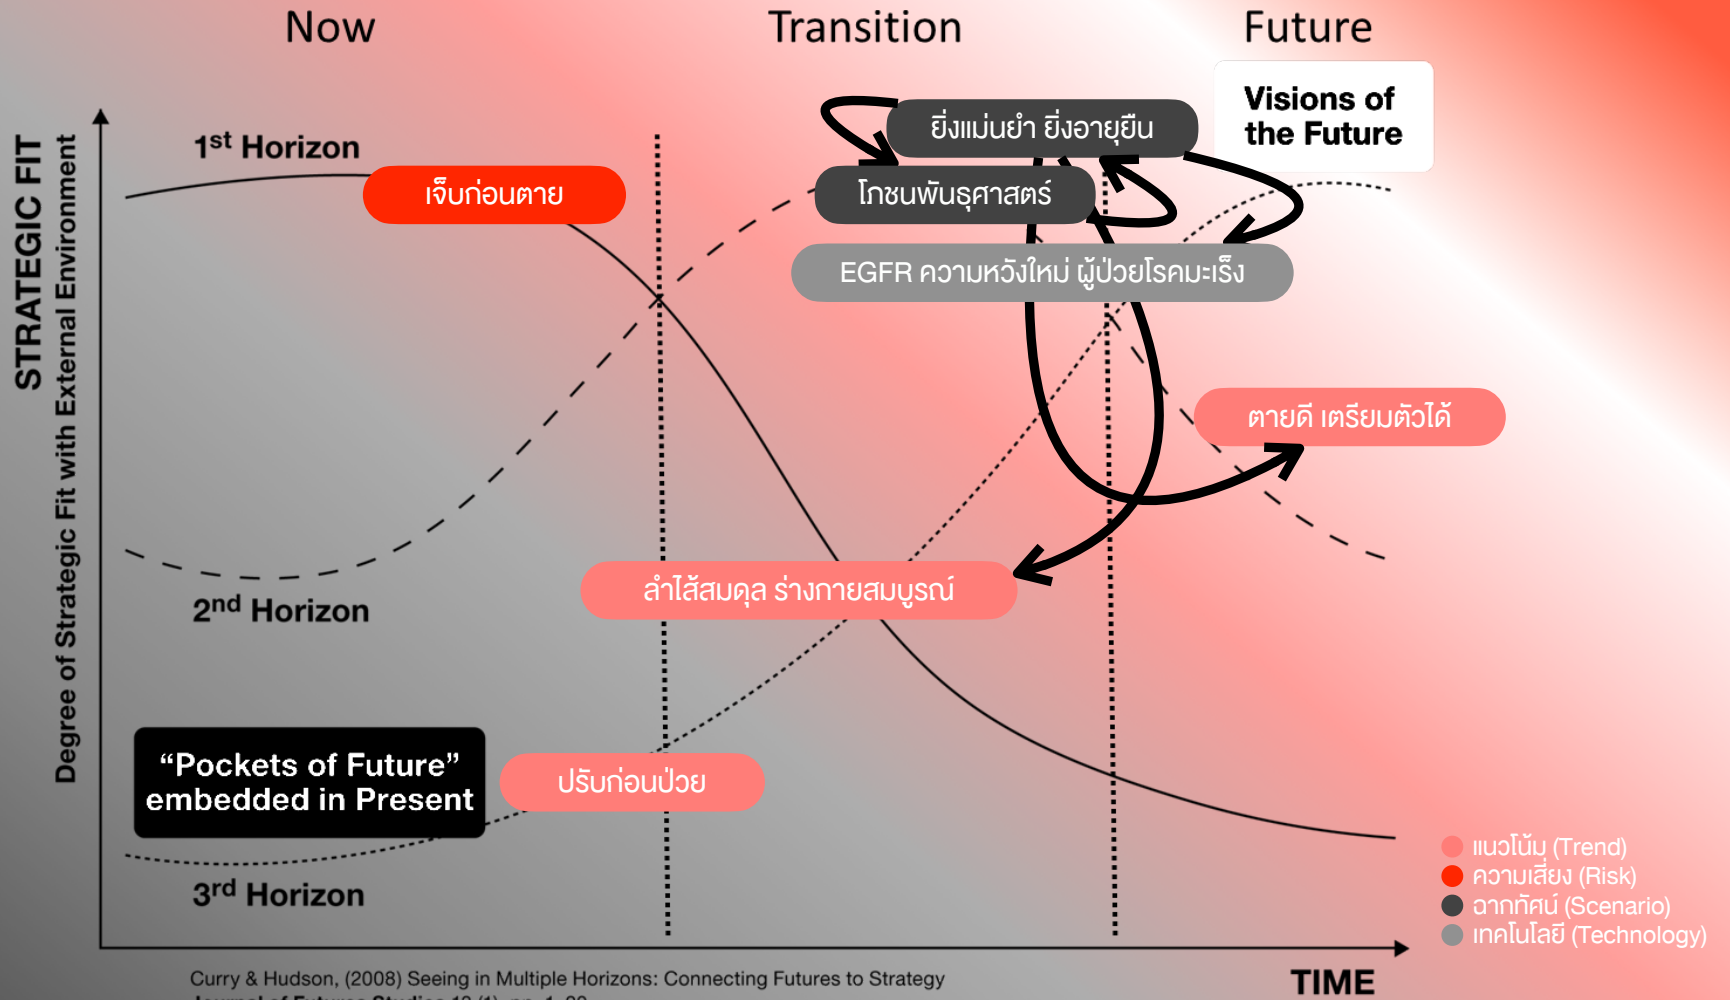 Now
Transition
Future
Visions of
the Future
STRATEGIC FIT
Degree of Strategic Fit with External Environment
1st Horizon
เจ็บก่อนตาย
ยิ่งแม่นยำ ยิ่งอายุยืน
โภชนพันธุศาสตร์
EGFR ความหวังใหม่ ผู้ป่วยโรคมะเร็ง
ตายดี เตรียมตัวได้
2nd Horizon
ลำไส้สมดุล ร่างกายสมบูรณ์
"Pockets of Future"
embedded in Present
ปรับก่อนป่วย
3rd Horizon
แนวโน้ม (Trend)
ความเสี่ยง (Risk)
ฉากทัศน์ (Scenario)
เทคโนโลยี (Technology)
TIME
Curry & Hudson, (2008) Seeing in Multiple Horizons: Connecting Futures to Strategy
Journal of Futures Studies 13 (1), pp. 1-20